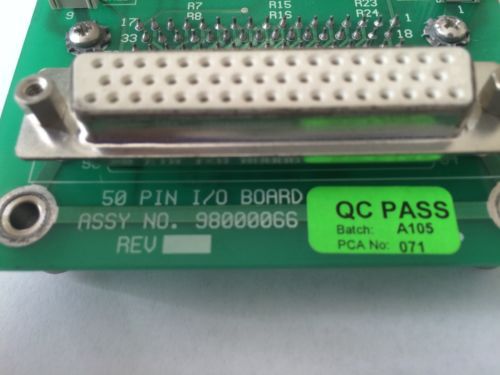 R7
R15
R23
R8
R16
R24
9
17
1
1
33
18
50 PIN I/O BOARD
ASSY NO. 98000066
REV
QC PASS
Batch: A105
PCA No: 071